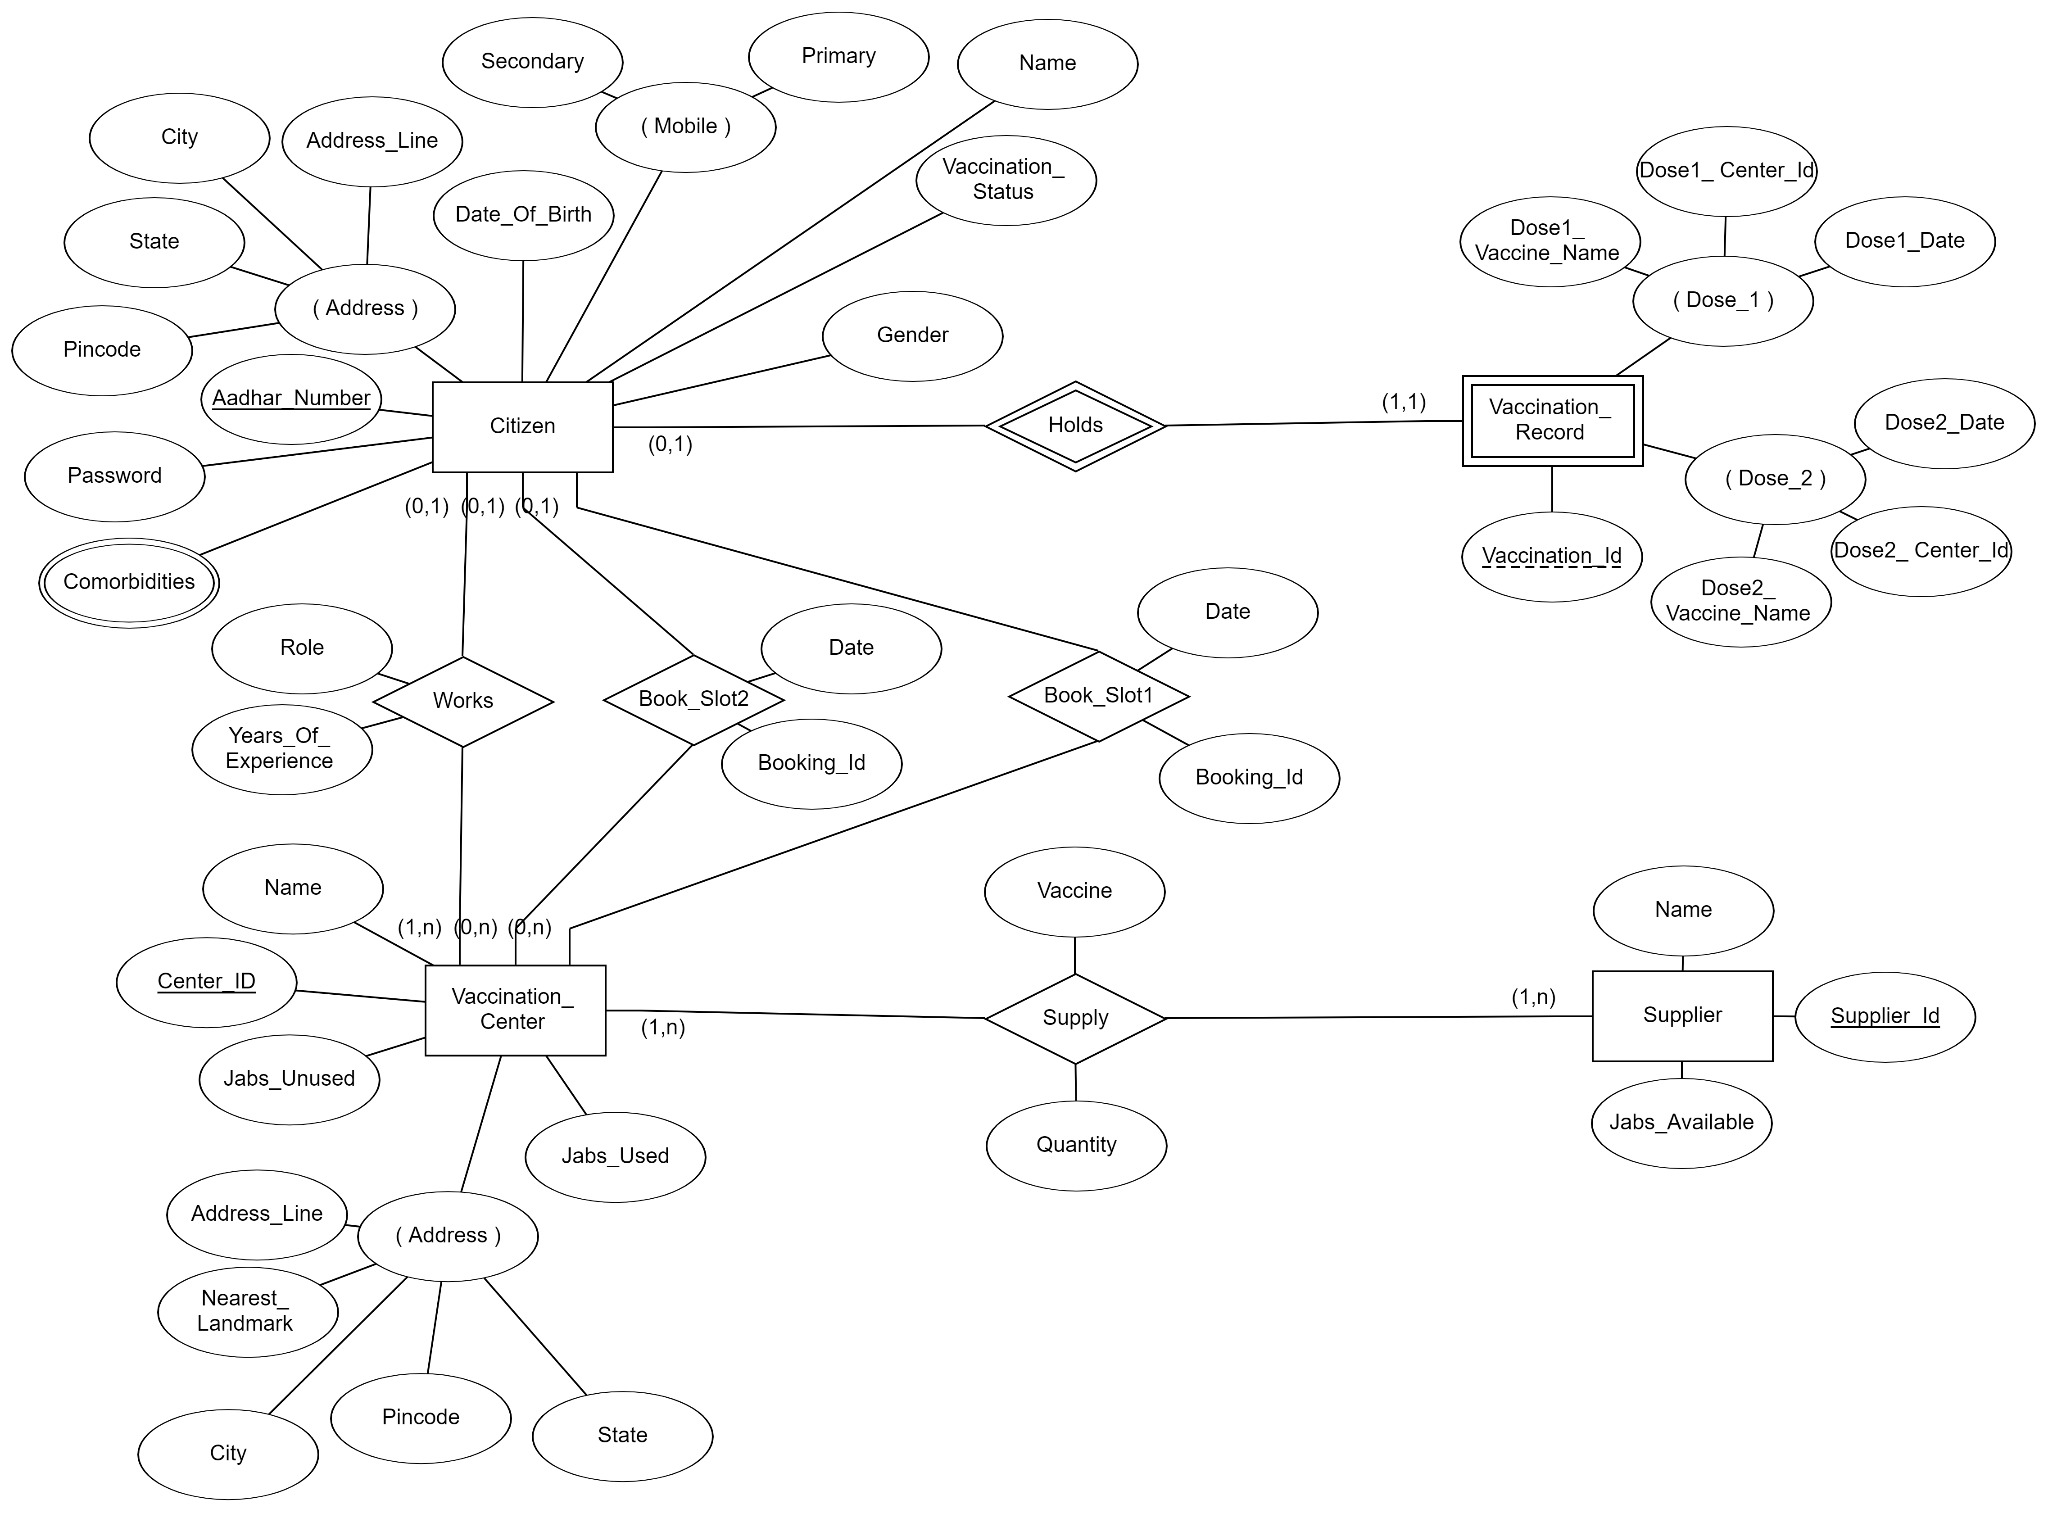 Secondary
Primary
Name
( Mobile )
City
Address_Line
Vaccination_
Status
Date_Of_Birth
State
( Address )
Pincode
Gender
Aadhar_Number
Citizen
(0,1)
Holds
(1,1)
Vaccination_
Record
Dose1_ Center_Id
Dose1_
Vaccine_Name
Dose1_Date
( Dose_1 )
Dose2_Date
( Dose_2 )
Dose2_ Center_Id
Vaccination_Id
Dose2_
Vaccine_Name
Password
(0,1)
(0,1)
(0,1)
Comorbidities
Role
Works
Years_Of_
Experience
Date
Book_Slot2
Booking_Id
Date
Book_Slot1
Booking_Id
Name
(1,n)
(0,n)
(0,n)
Center_ID
Vaccination_
Center
(1,n)
Vaccine
Supply
Quantity
(1,n)
Name
Supplier
Supplier_Id
Jabs_Available
Jabs_Unused
Jabs_Used
Address_Line
( Address )
Nearest_
Landmark
City
Pincode
State